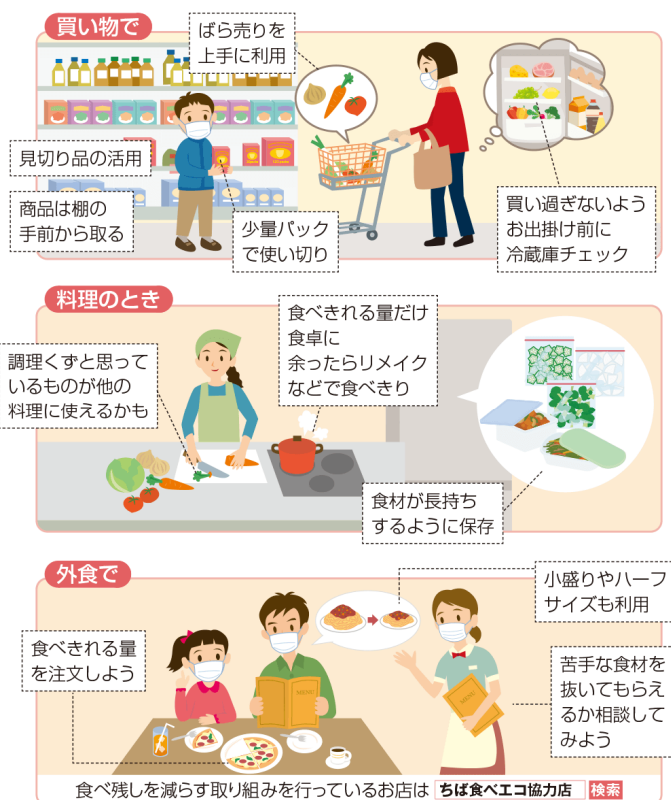 買い物で
ばら売りを
上手に利用
見切り品の活用
商品は棚の
手前から取る
少量パック
で使い切り
買い過ぎないよう
お出掛け前に
冷蔵庫チェック
料理のとき
食べきれる量だけ
食卓に
余ったらリメイク
などで食べきり
調理くずと思って
いるものが他の
料理に使えるかも
食材が長持ち
するように保存
外食で
小盛りやハーフ
サイズも利用
食べきれる量
を注文しよう
MENU
MENU
苦手な食材を
抜いてもらえ
るか相談して
みよう
食べ残しを減らす取り組みを行っているお店は ちば食べエコ協力店 検索